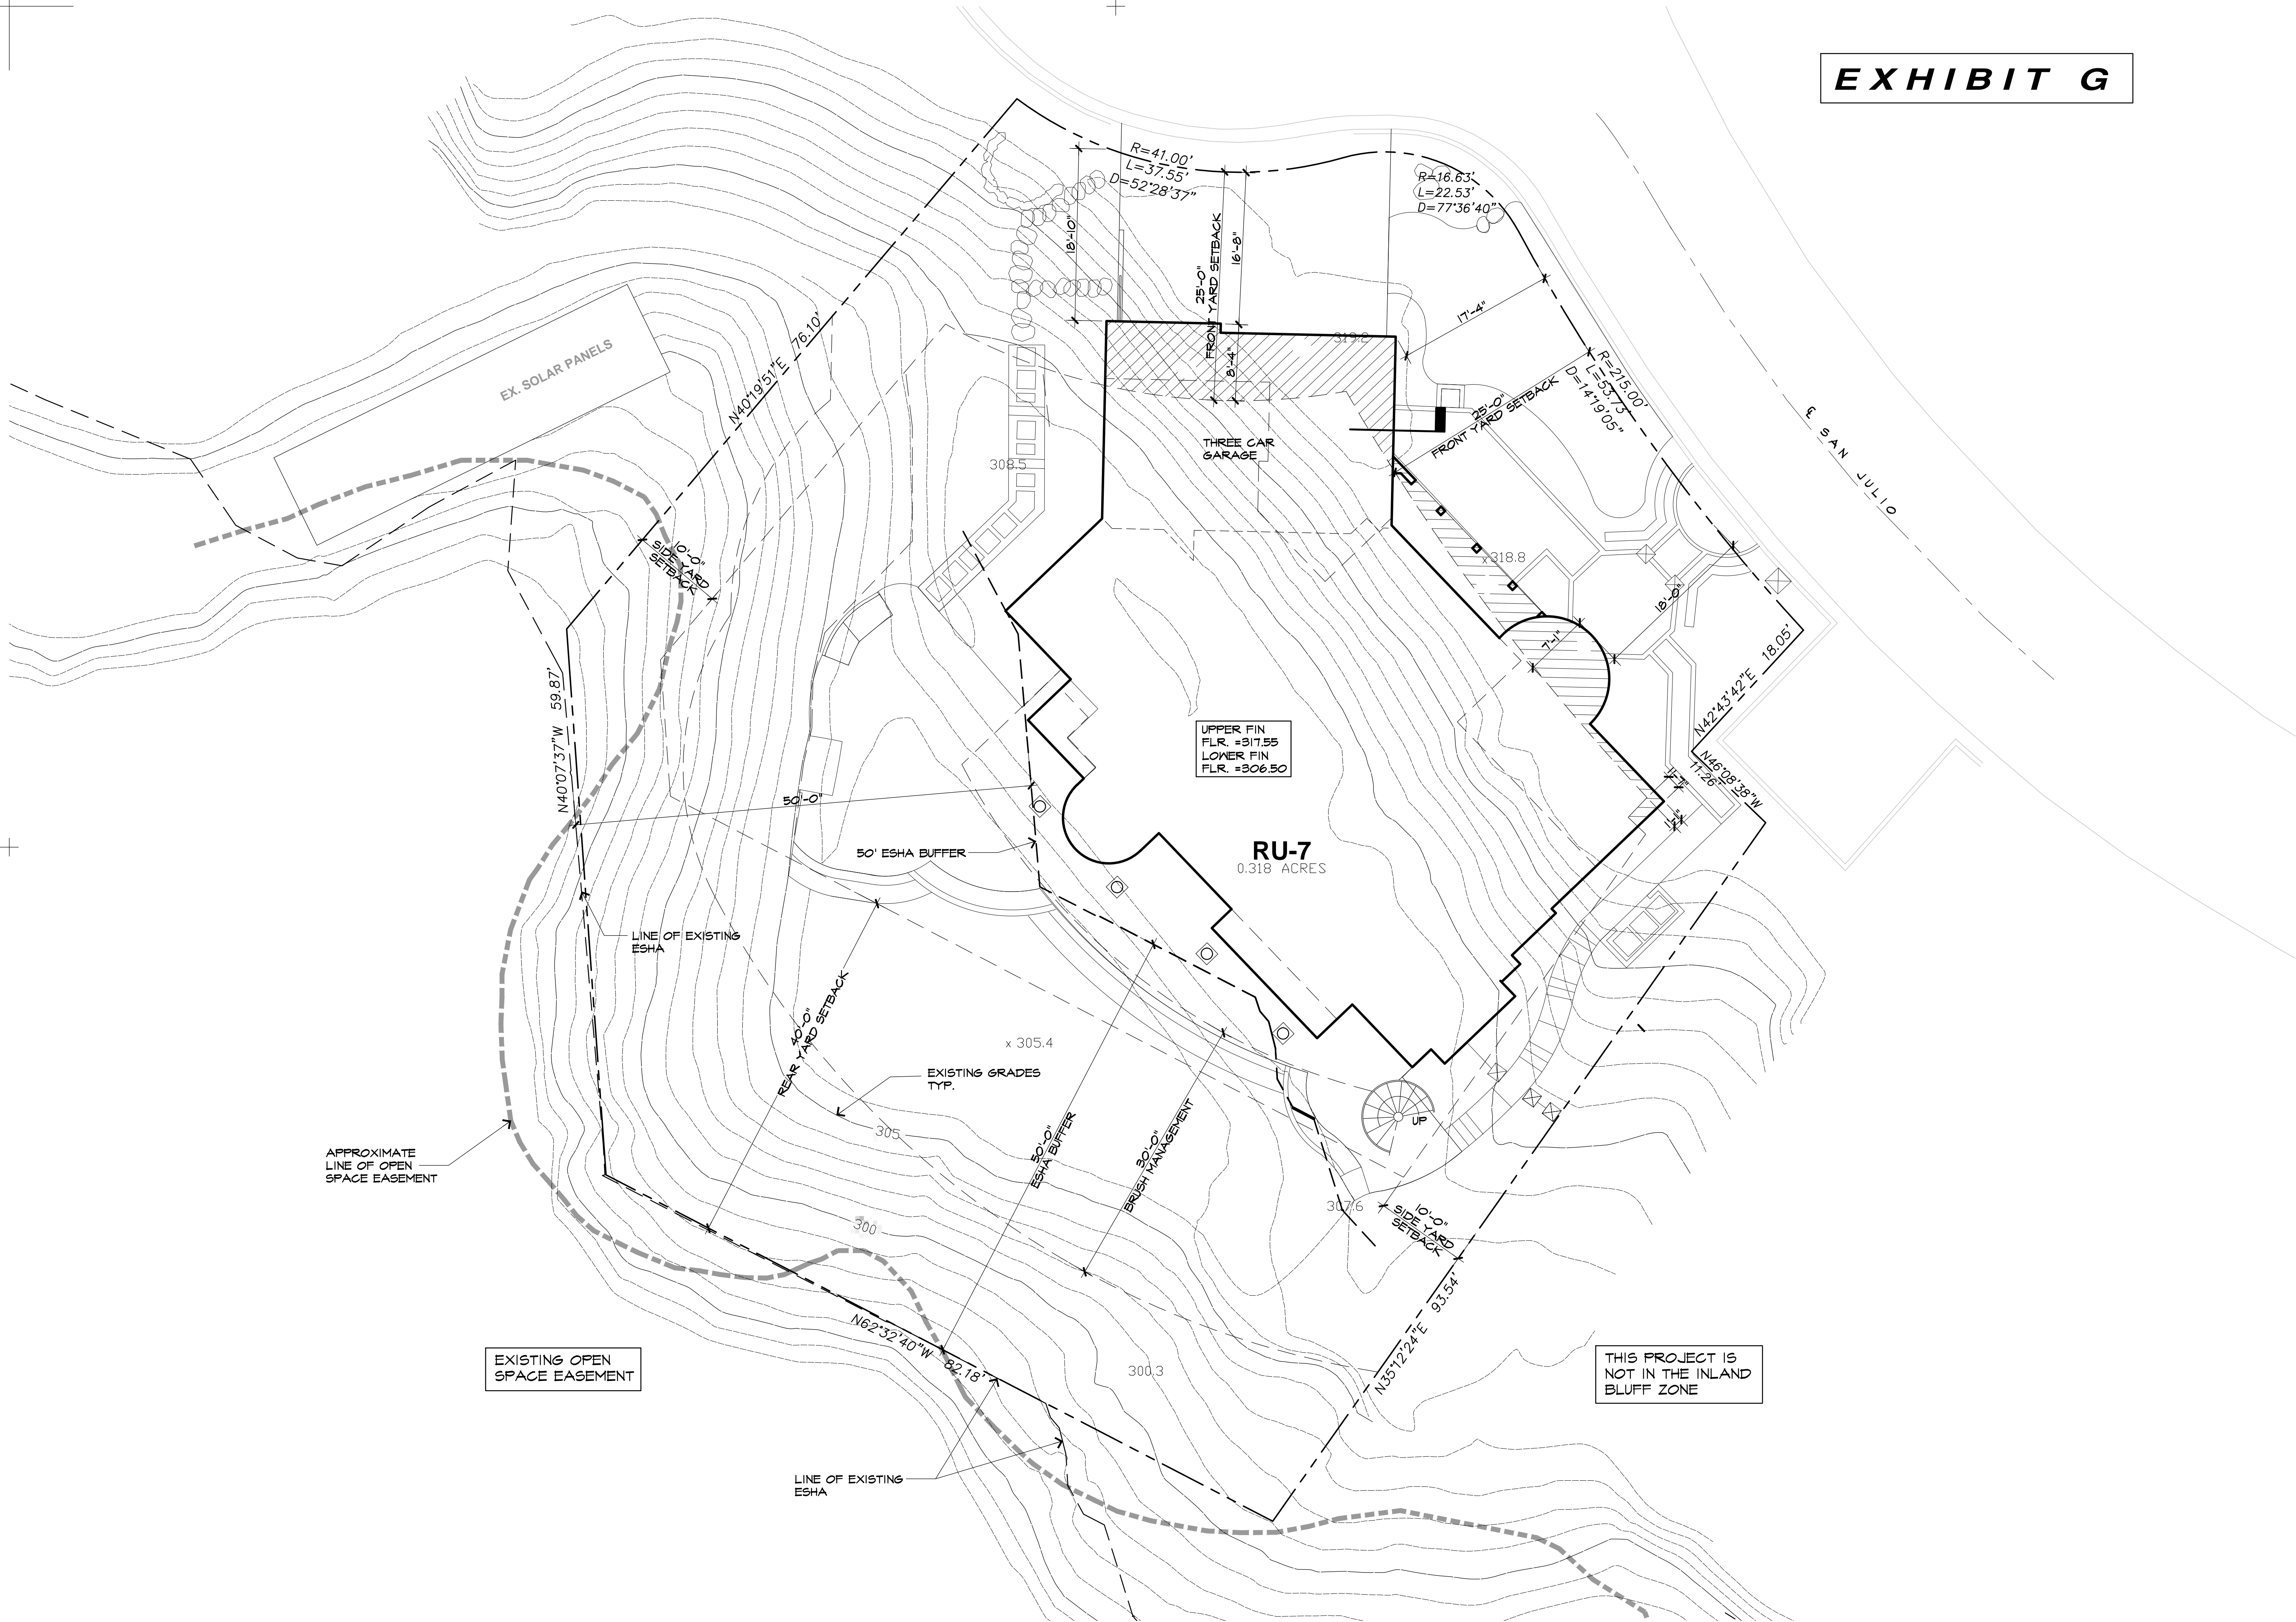 EXHIBIT G
R=41.00'
L=37.55'
D=52°28'37"
R=16.63'
L=22.53'
D=77°36'40"
18'-10"
25'-0"
FRONT YARD SETBACK
16'-8"
8'-4"
17'-4"
319.2
R=215.00'
L=53.73'
D=14°19'05"
25'-0"
FRONT YARD SETBACK
EX. SOLAR PANELS
N40°19'51"E 76.10'
THREE CAR
GARAGE
308.5
℄ SAN JULIO
10'-0"
SIDE YARD
SETBACK
x 318.8
18'-0"
7'-1"
18.05'
N42°43'42"E
N40°07'37"W 59.87'
UPPER FIN
FLR. =317.55
LOWER FIN
FLR. =306.50
N46°08'38"W
11.26'
50'-0"
50' ESHA BUFFER
RU-7
0.318 ACRES
LINE OF EXISTING
ESHA
40'-0"
REAR YARD SETBACK
x 305.4
EXISTING GRADES
TYP.
305
50'-0"
ESHA BUFFER
30'-0"
BRUSH MANAGEMENT
UP
APPROXIMATE
LINE OF OPEN
SPACE EASEMENT
300
307.6
10'-0"
SIDE YARD
SETBACK
N35°12'24"E 93.54'
N62°32'40"W 82.18'
300.3
EXISTING OPEN
SPACE EASEMENT
THIS PROJECT IS
NOT IN THE INLAND
BLUFF ZONE
LINE OF EXISTING
ESHA